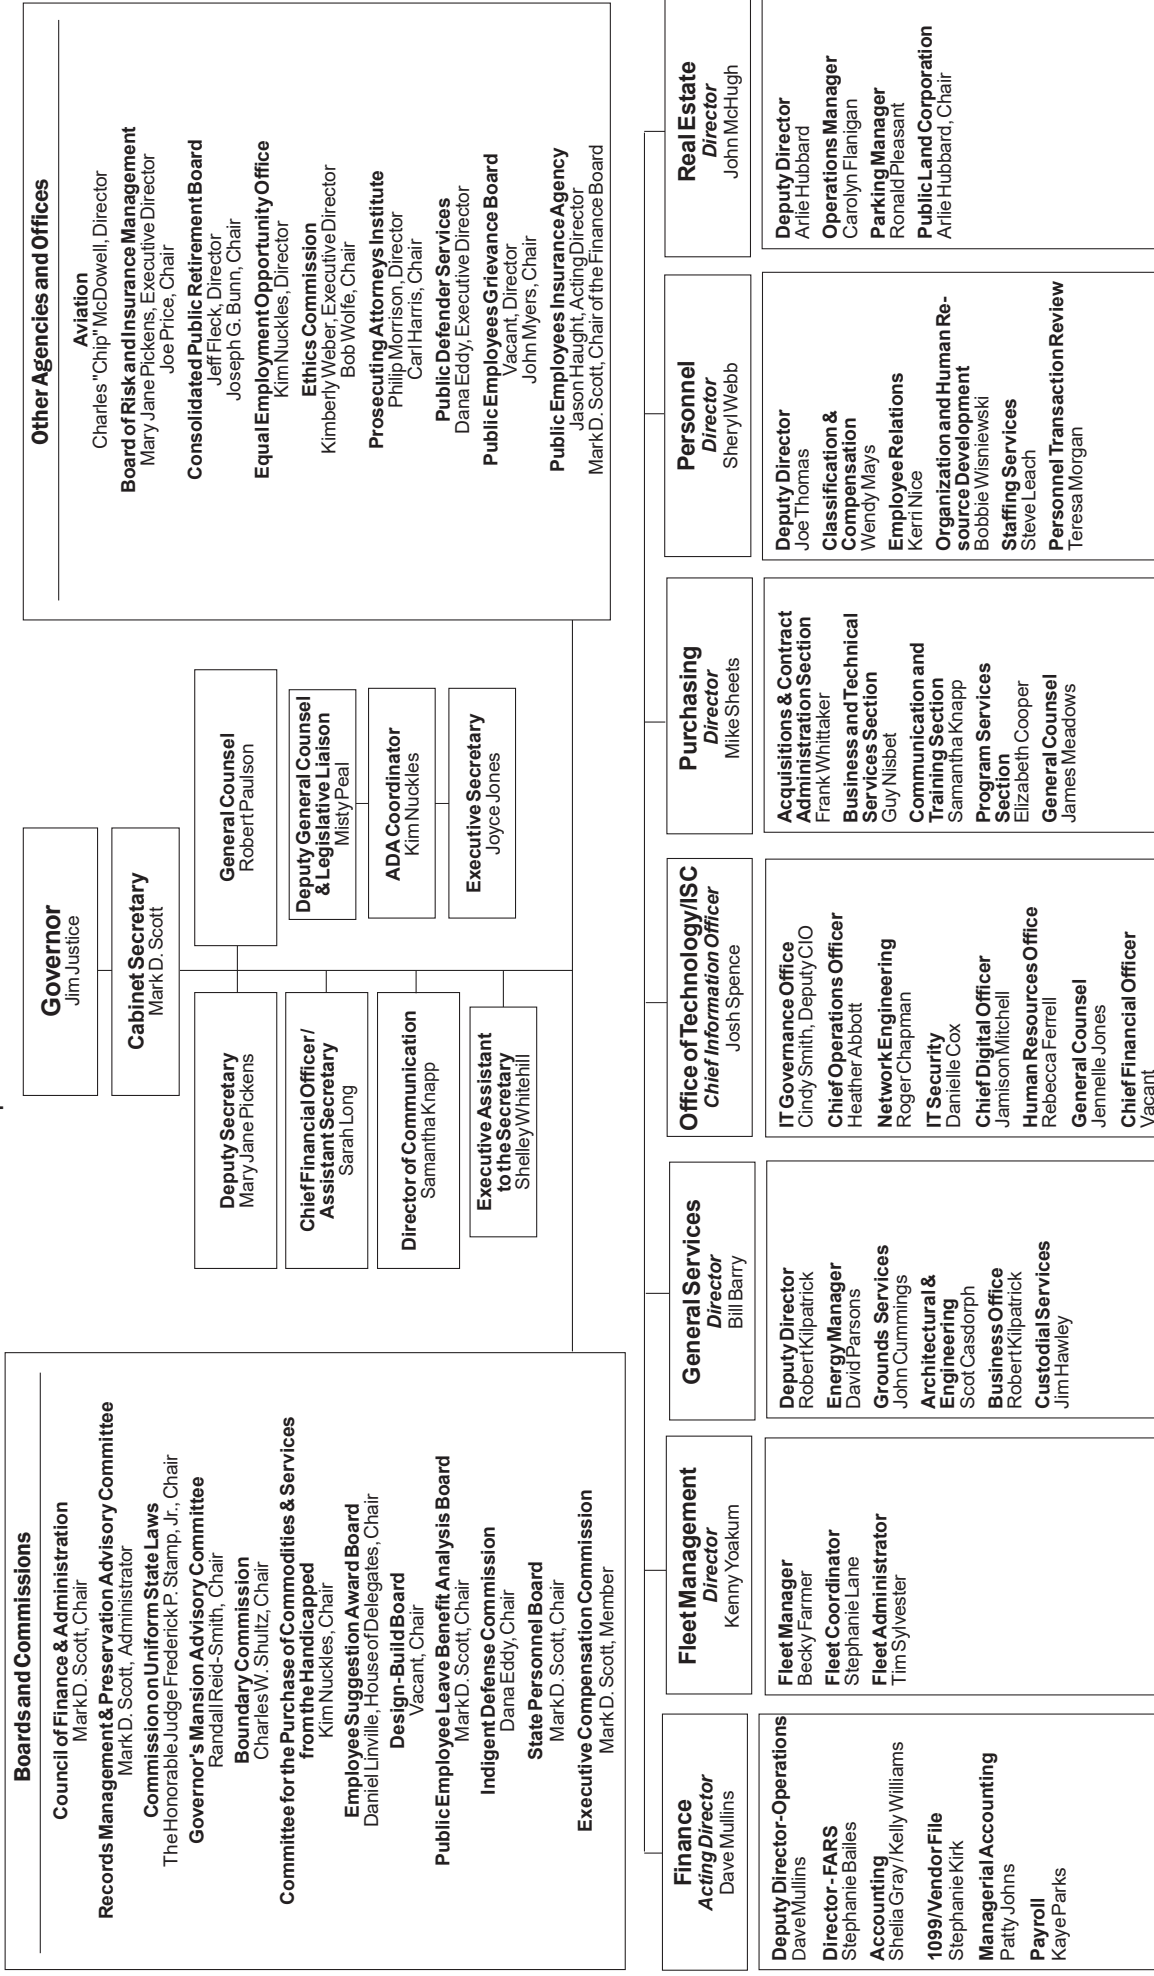 Boards and Commissions
Council of Finance & Administration
Mark D. Scott, Chair
Records Management & Preservation Advisory Committee
Mark D. Scott, Administrator
Commission on Uniform State Laws
The Honorable Judge Frederick P. Stamp, Jr., Chair
Governor's Mansion Advisory Committee
Randall Reid-Smith, Chair
Boundary Commission
Charles W. Shultz, Chair
Committee for the Purchase of Commodities & Services
from the Handicapped
Kim Nuckles, Chair
Employee Suggestion Award Board
Daniel Linville, House of Delegates, Chair
Design-Build Board
Vacant, Chair
Public Employee Leave Benefit Analysis Board
Mark D. Scott, Chair
Indigent Defense Commission
Dana Eddy, Chair
State Personnel Board
Mark D. Scott, Chair
Executive Compensation Commission
Mark D. Scott, Member
Governor
Jim Justice
Cabinet Secretary
Mark D. Scott
Deputy Secretary
Mary Jane Pickens
Chief Financial Officer/
Assistant Secretary
Sarah Long
Director of Communication
Samantha Knapp
Executive Assistant
to the Secretary
Shelley Whitehill
General Counsel
Robert Paulson
Deputy General Counsel
& Legislative Liaison
Misty Peal
ADA Coordinator
Kim Nuckles
Executive Secretary
Joyce Jones
Other Agencies and Offices
Aviation
Charles "Chip" McDowell, Director
Board of Risk and Insurance Management
Mary Jane Pickens, Executive Director
Joe Price, Chair
Consolidated Public Retirement Board
Jeff Fleck, Director
Joseph G. Bunn, Chair
Equal Employment Opportunity Office
Kim Nuckles, Director
Ethics Commission
Kimberly Weber, Executive Director
Bob Wolfe, Chair
Prosecuting Attorneys Institute
Philip Morrison, Director
Carl Harris, Chair
Public Defender Services
Dana Eddy, Executive Director
Public Employees Grievance Board
Vacant, Director
John Myers, Chair
Public Employees Insurance Agency
Jason Haught, Acting Director
Mark D. Scott, Chair of the Finance Board
Finance
Acting Director
Dave Mullins
Deputy Director-Operations
Dave Mullins
Director - FARS
Stephanie Bailes
Accounting
Shelia Gray / Kelly Williams
1099/Vendor File
Stephanie Kirk
Managerial Accounting
Patty Johns
Payroll
Kaye Parks
Fleet Management
Director
Kenny Yoakum
Fleet Manager
Becky Farmer
Fleet Coordinator
Stephanie Lane
Fleet Administrator
Tim Sylvester
General Services
Director
Bill Barry
Deputy Director
Robert Kilpatrick
Energy Manager
David Parsons
Grounds Services
John Cummings
Architectural &
Engineering
Scot Casdorph
Business Office
Robert Kilpatrick
Custodial Services
Jim Hawley
Office of Technology/ISC
Chief Information Officer
Josh Spence
IT Governance Office
Cindy Smith, Deputy CIO
Chief Operations Officer
Heather Abbott
Network Engineering
Roger Chapman
IT Security
Danielle Cox
Chief Digital Officer
Jamison Mitchell
Human Resources Office
Rebecca Ferrell
General Counsel
Jennelle Jones
Chief Financial Officer
Vacant
Purchasing
Director
Mike Sheets
Acquisitions & Contract
Administration Section
Frank Whittaker
Business and Technical
Services Section
Guy Nisbet
Communication and
Training Section
Samantha Knapp
Program Services
Section
Elizabeth Cooper
General Counsel
James Meadows
Personnel
Director
Sheryl Webb
Deputy Director
Joe Thomas
Classification &
Compensation
Wendy Mays
Employee Relations
Kerri Nice
Organization and Human Re-
source Development
Bobbie Wisniewski
Staffing Services
Steve Leach
Personnel Transaction Review
Teresa Morgan
Real Estate
Director
John McHugh
Deputy Director
Arlie Hubbard
Operations Manager
Carolyn Flanigan
Parking Manager
Ronald Pleasant
Public Land Corporation
Arlie Hubbard, Chair